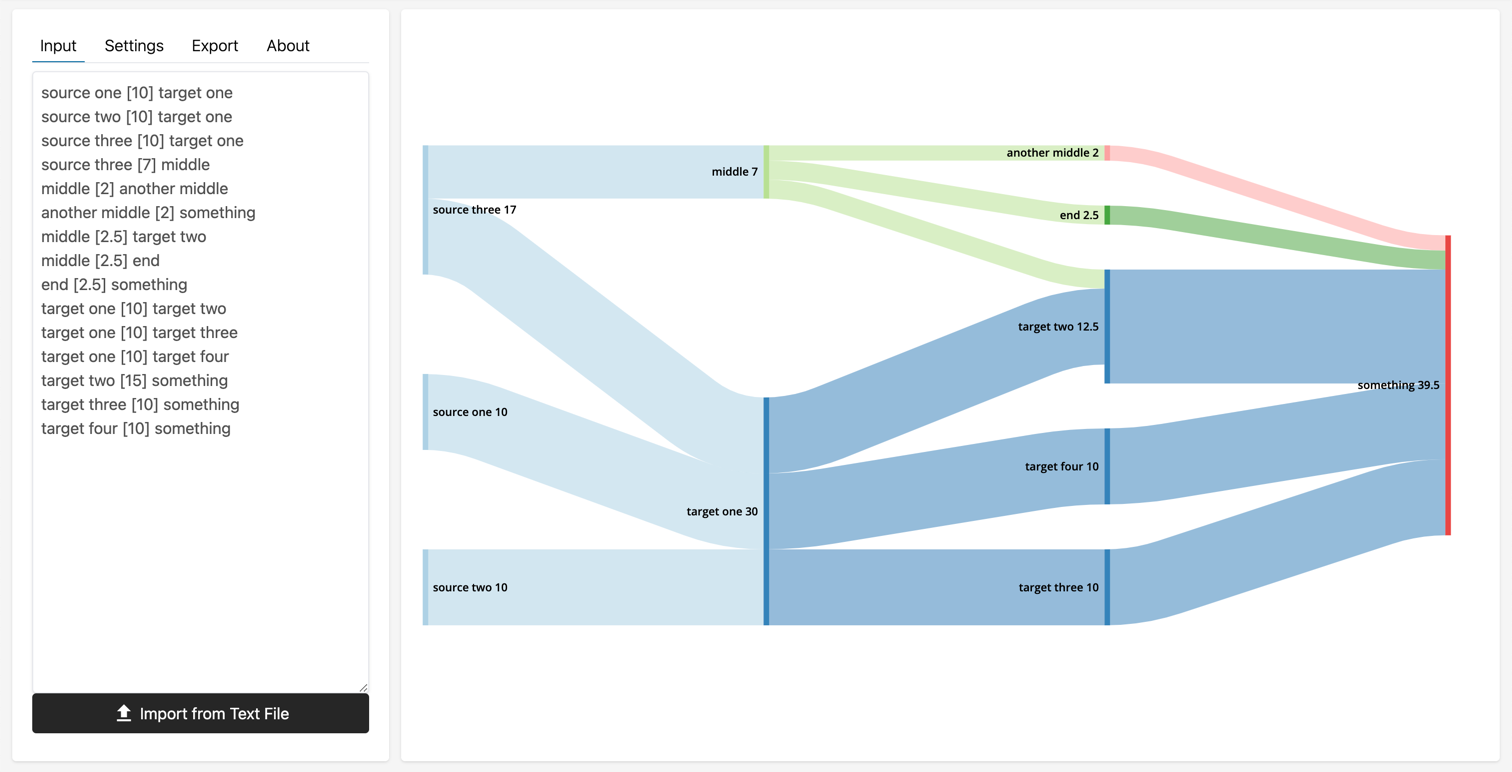 Input Settings Export About
source one [10] target one
source two [10] target one
source three [10] target one
source three [7] middle
middle [2] another middle
another middle [2] something
middle [2.5] target two
middle [2.5] end
end [2.5] something
target one [10] target two
target one [10] target three
target one [10] target four
target two [15] something
target three [10] something
target four [10] something
Import from Text File
another middle 2
middle 7
source three 17
end 2.5
target two 12.5
something 39.5
source one 10
target four 10
target one 30
source two 10
target three 10